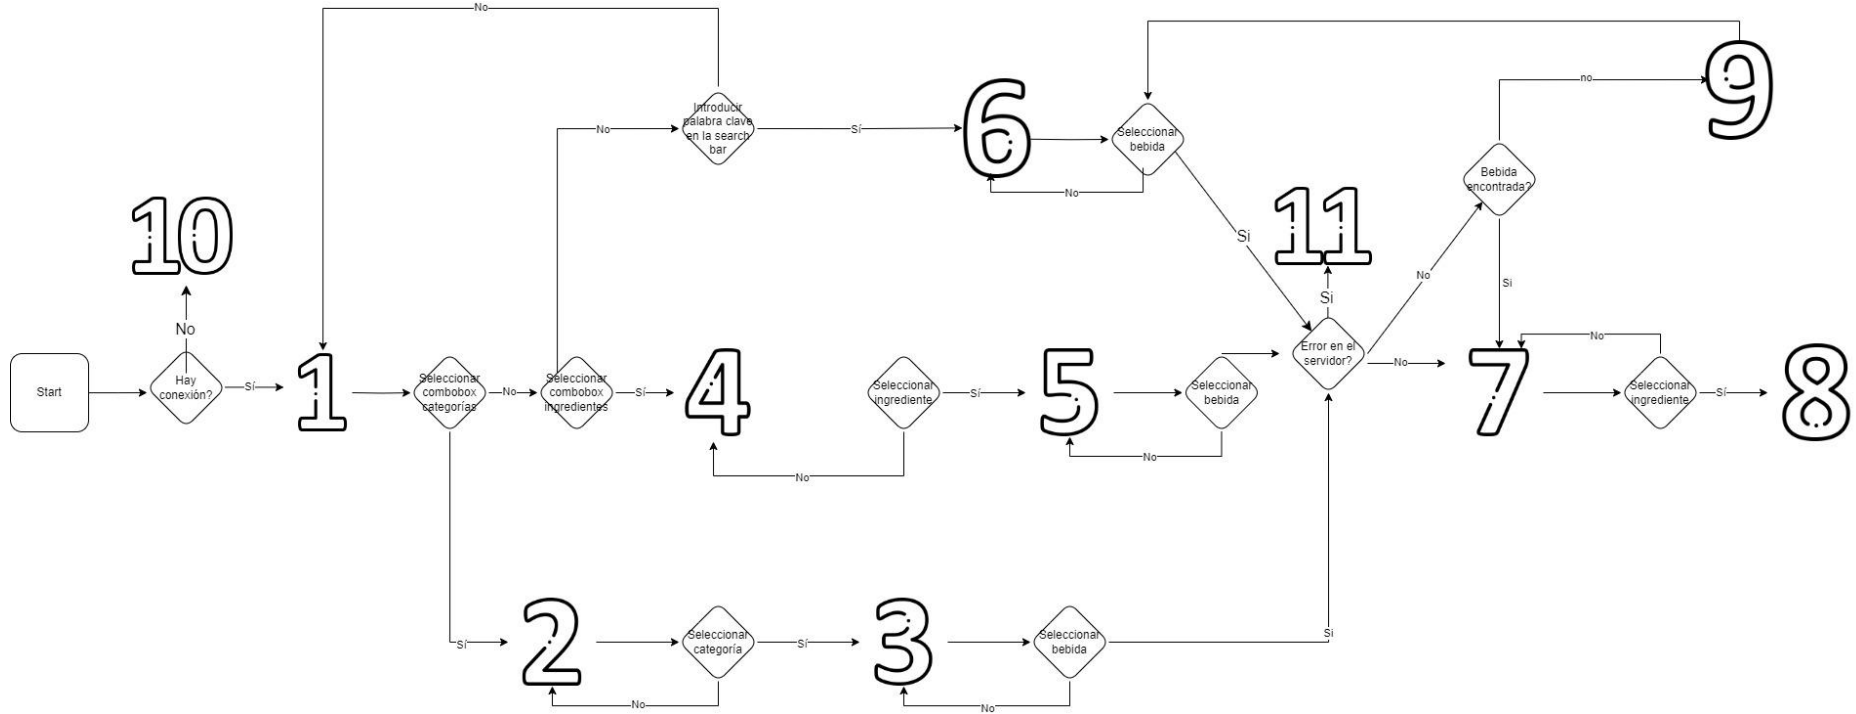 No
Introducir
palabra clave
en la search
bar
No
Sí
6
Seleccionar
bebida
No
no
9
Bebida
encontrada?
10
No
Si
11
Si
No
Si
Start
Hay
conexión?
Sí
1
Seleccionar
combobox
categorías
No
Seleccionar
combobox
ingredientes
Sí
4
Seleccionar
ingrediente
Sí
5
Seleccionar
bebida
Error en el
servidor?
No
7
No
Seleccionar
ingrediente
Sí
8
No
No
Sí
2
Seleccionar
categoría
Sí
3
Seleccionar
bebida
Si
No
No